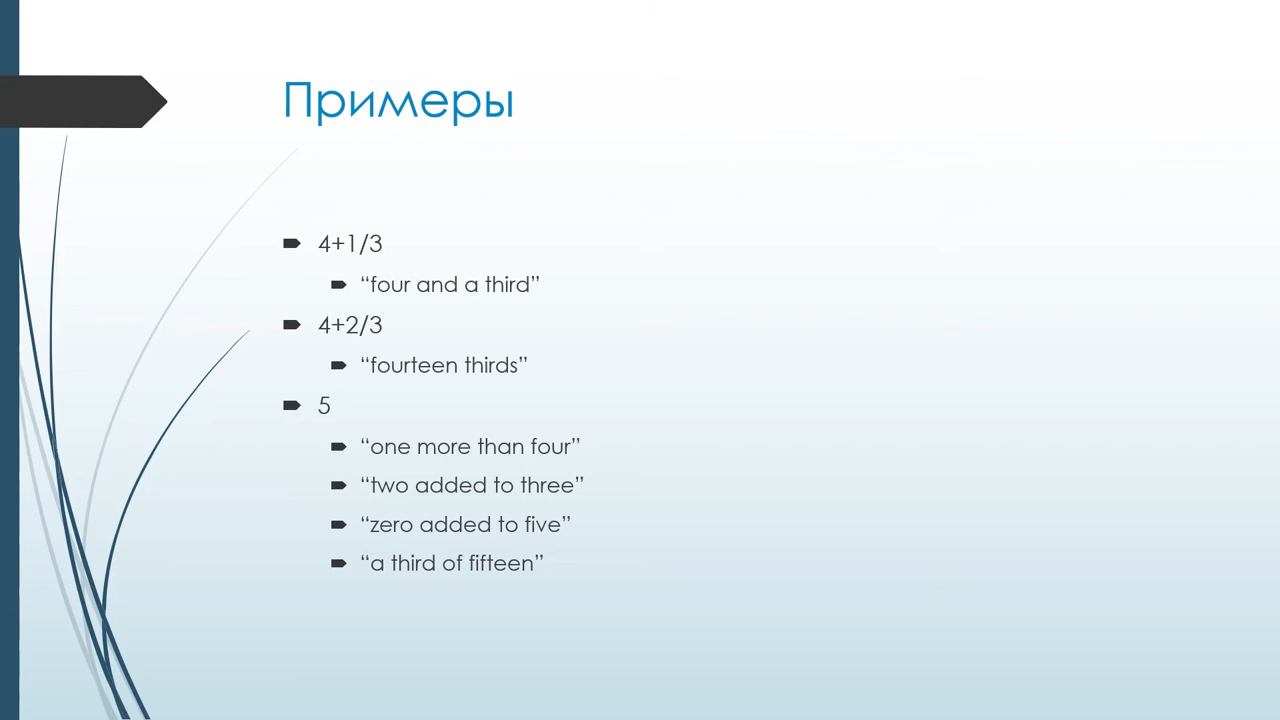 Примеры
4+1/3
“four and a third”
4+2/3
“fourteen thirds”
5
“one more than four”
“two added to three”
“zero added to five”
“a third of fifteen”